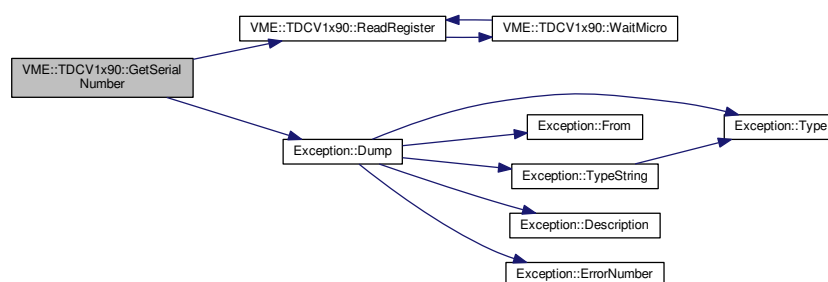 VME::TDCV1x90::ReadRegister
VME::TDCV1x90::WaitMicro
VME::TDCV1x90::GetSerial
Number
Exception::Dump
Exception::From
Exception::Type
Exception::TypeString
Exception::Description
Exception::ErrorNumber